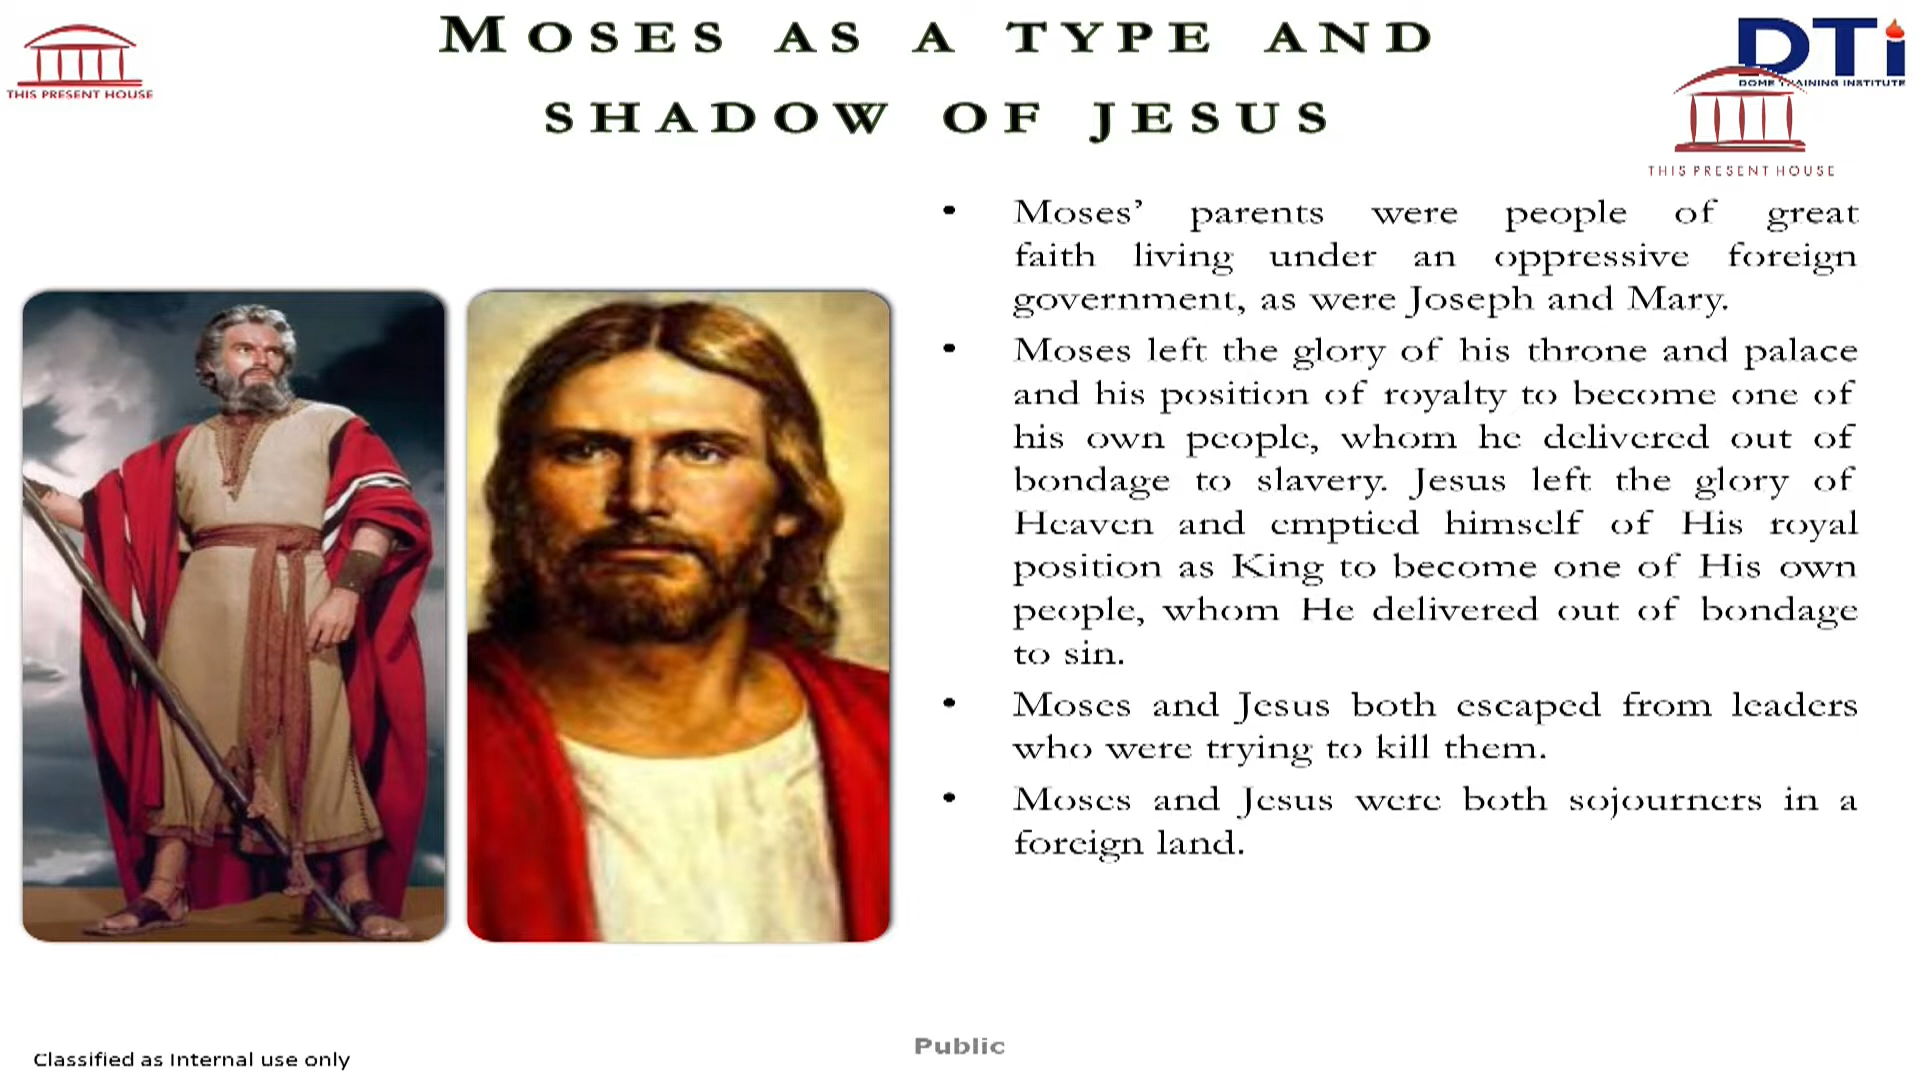 MOSES AS A TYPE AND
SHADOW OF JESUS
THIS PRESENT HOUSE
DTi
DOME TRAINING INSTITUTE
THIS PRESENT HOUSE
• Moses’ parents were people of great
faith living under an oppressive foreign
government, as were Joseph and Mary.
• Moses left the glory of his throne and palace
and his position of royalty to become one of
his own people, whom he delivered out of
bondage to slavery. Jesus left the glory of
Heaven and emptied himself of His royal
position as King to become one of His own
people, whom He delivered out of bondage
to sin.
• Moses and Jesus both escaped from leaders
who were trying to kill them.
• Moses and Jesus were both sojourners in a
foreign land.
Public
Classified as Internal use only